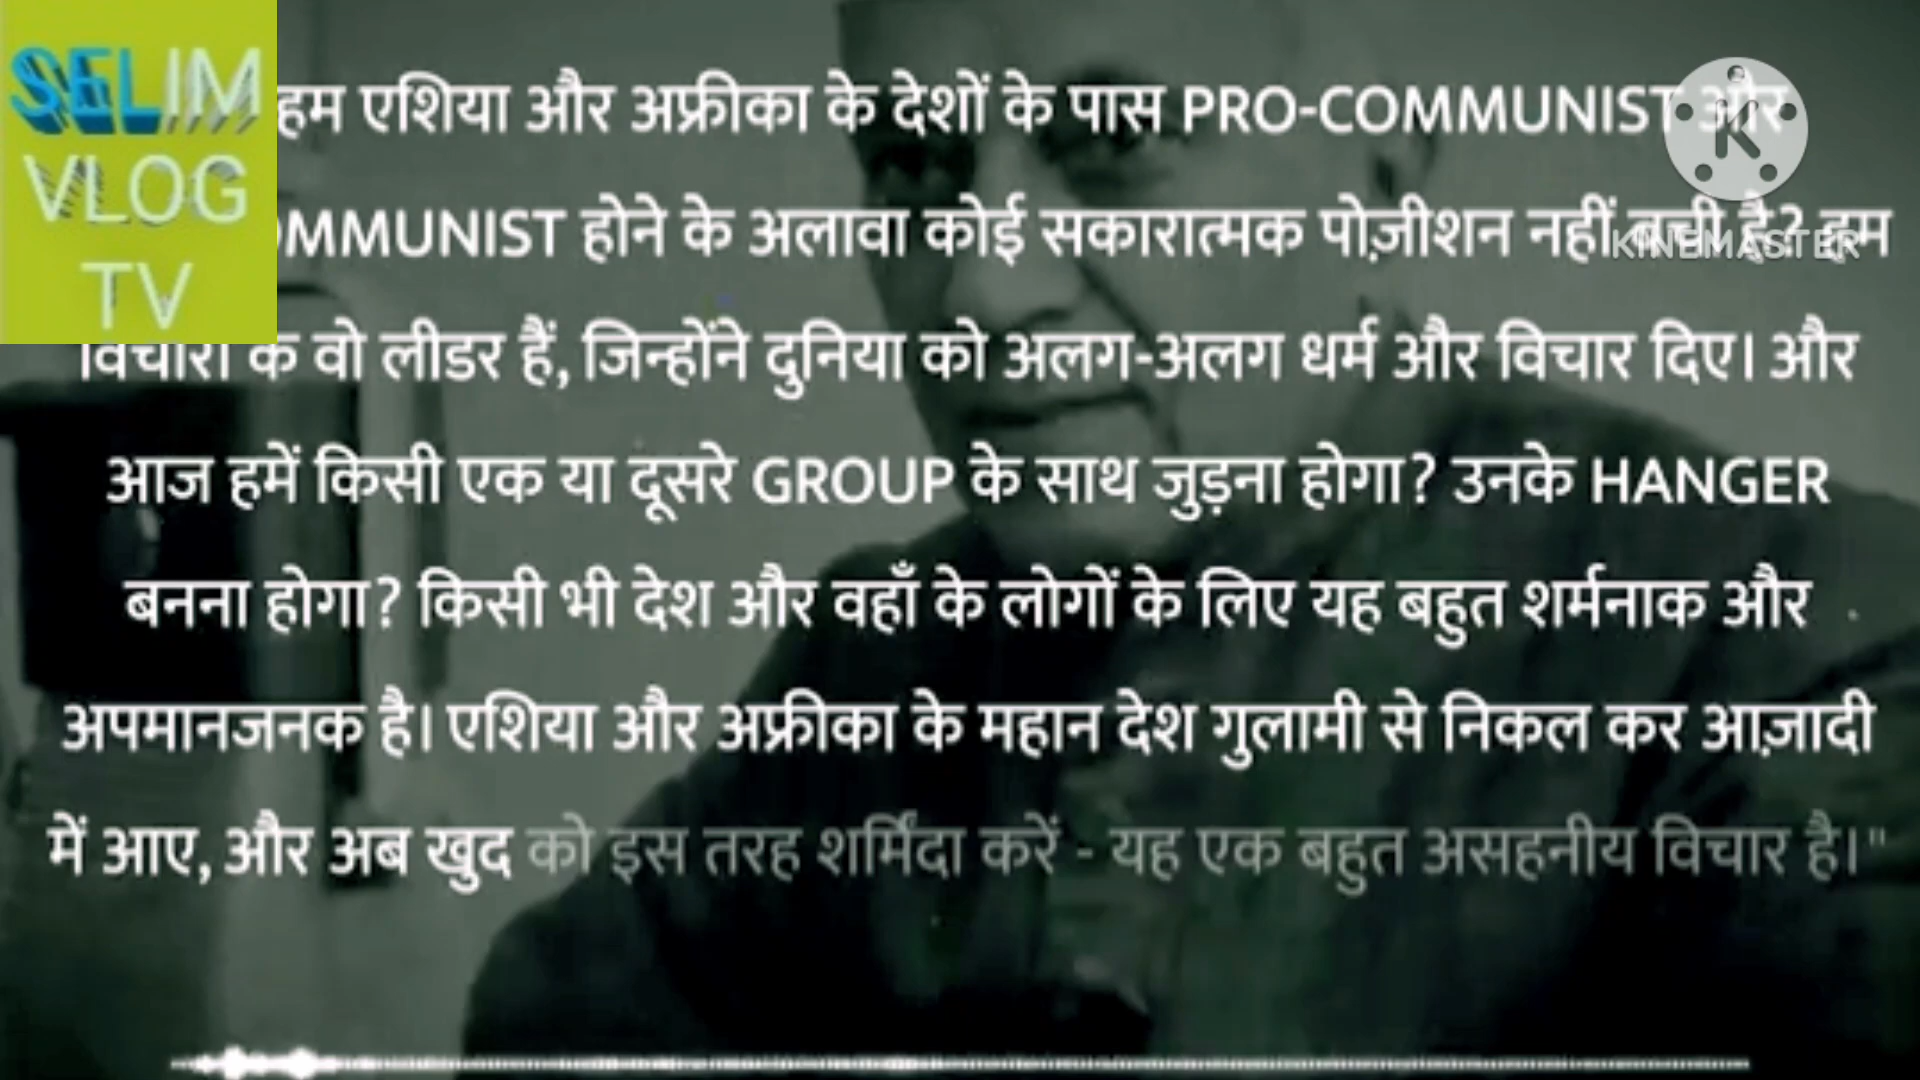 SELIM
VLOG
TV
हम एशिया और अफ्रीका के देशों के पास PRO-COMMUNIST और
OMMUNIST होने के अलावा कोई सकारात्मक पोज़ीशन नहीं बची है? हम
विचारों के वो लीडर हैं, जिन्होंने दुनिया को अलग-अलग धर्म और विचार दिए। और
आज हमें किसी एक या दूसरे GROUP के साथ जुड़ना होगा? उनके HANGER
बनना होगा? किसी भी देश और वहाँ के लोगों के लिए यह बहुत शर्मनाक और
अपमानजनक है। एशिया और अफ्रीका के महान देश गुलामी से निकल कर आज़ादी
में आए, और अब खुद को इस तरह शर्मिंदा करें - यह एक बहुत असहनीय विचार है।"
K
KINEMASTER